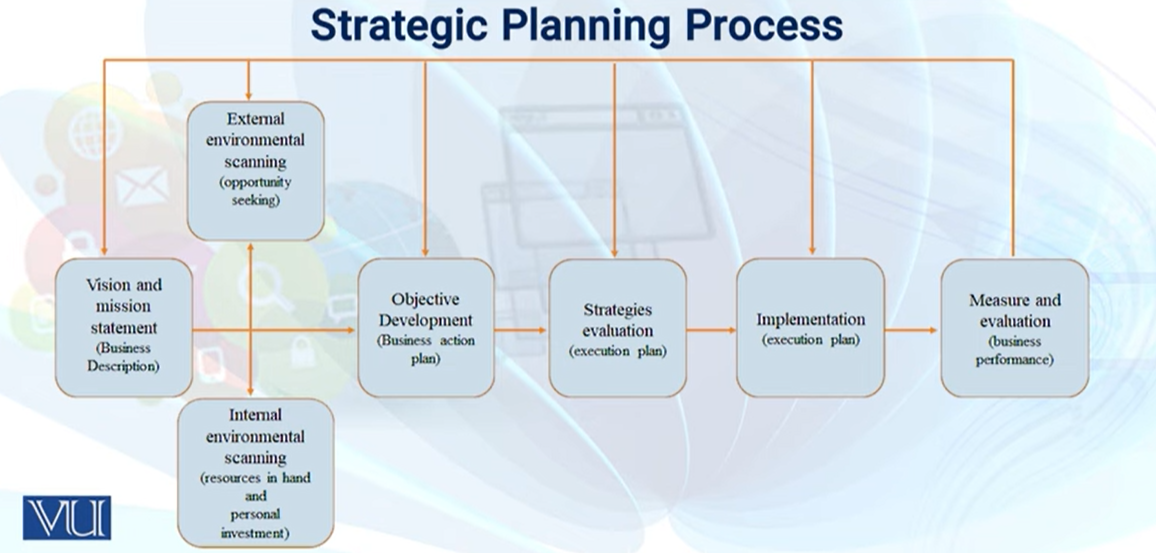 Strategic Planning Process
External
environmental
scanning
(opportunity
seeking)
Vision and
mission
statement
(Business
Description)
Objective
Development
(Business action
plan)
Strategies
evaluation
(execution plan)
Implementation
(execution plan)
Measure and
evaluation
(business
performance)
Internal
environmental
scanning
(resources in hand
and
personal
investment)
VU